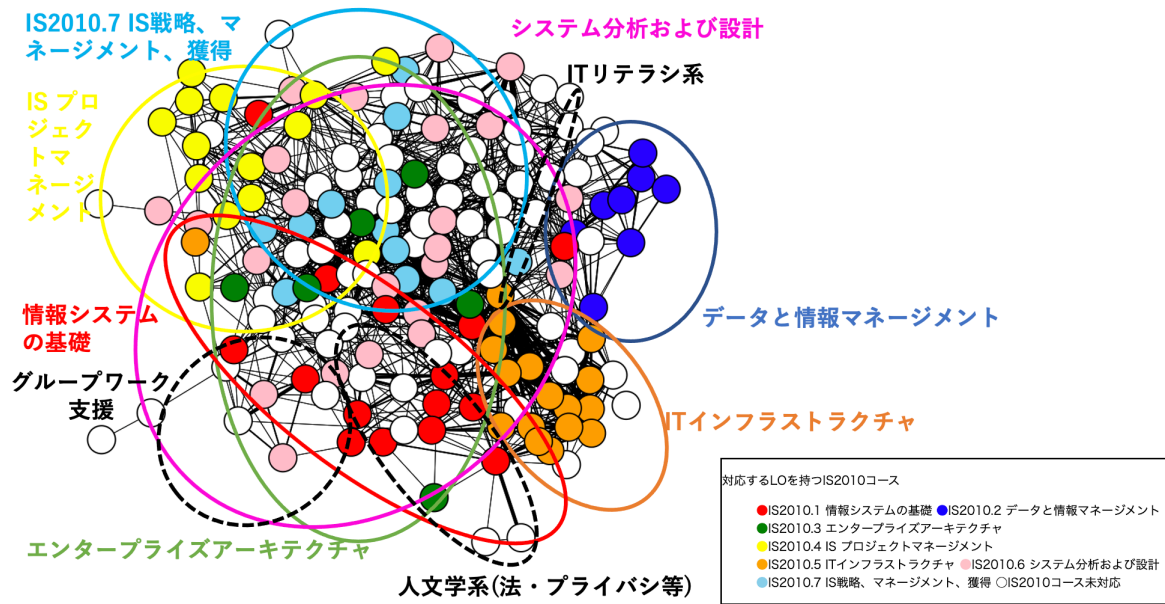 IS2010.7 IS戦略、マ
ネージメント、獲得
システム分析および設計
ITリテラシ系
IS プロ
ジェク
トマ
ネージ
メント
情報システム
の基礎
データと情報マネージメント
グループワーク
支援
ITインフラストラクチャ
エンタープライズアーキテクチャ
人文学系(法・プライバシ等)
対応するLOを持つIS2010コース
●IS2010.1 情報システムの基礎 ●IS2010.2 データと情報マネージメント
●IS2010.3 エンタープライズアーキテクチャ
●IS2010.4 IS プロジェクトマネージメント
●IS2010.5 ITインフラストラクチャ ●IS2010.6 システム分析および設計
●IS2010.7 IS戦略、マネージメント、獲得 ○IS2010コース未対応